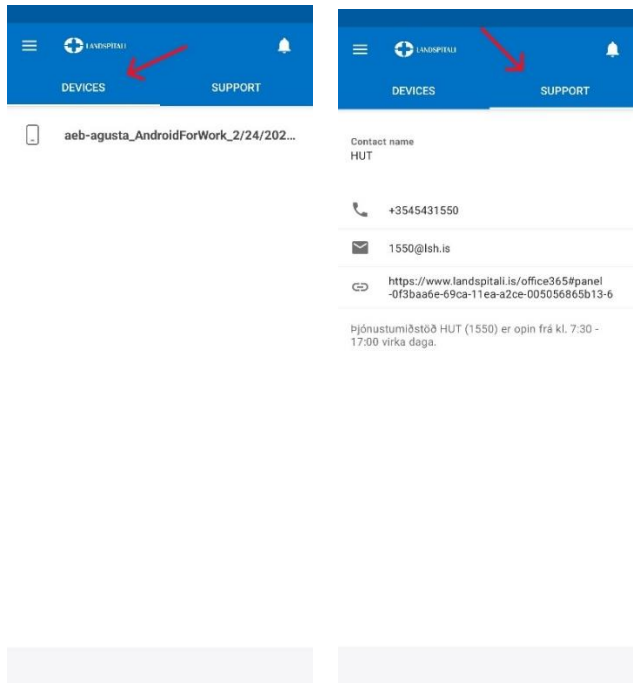 LANDSPITALI
DEVICES
SUPPORT
aeb-agusta_AndroidForWork_2/24/202...
LANDSPITALI
DEVICES
SUPPORT
Contact name
HUT
+3545431550
1550@lsh.is
https://www.landspitali.is/office365#panel
-0f3baa6e-69ca-11ea-a2ce-005056865b13-6
Þjónustumiðstöð HUT (1550) er opin frá kl. 7:30 -
17:00 virka daga.